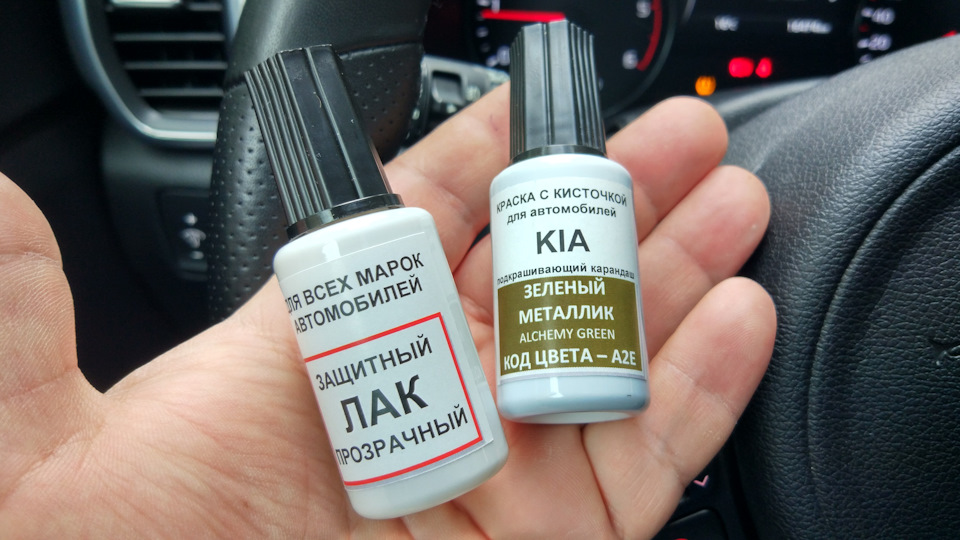 ДЛЯ ВСЕХ МАРОК
АВТОМОБИЛЕЙ
ЗАЩИТНЫЙ
ЛАК
ПРОЗРАЧНЫЙ
КРАСКА С КИСТОЧКОЙ
для автомобилей
KIA
подкрашивающий карандаш
ЗЕЛЕНЫЙ
МЕТАЛЛИК
ALCHEMY GREEN
КОД ЦВЕТА – A2E